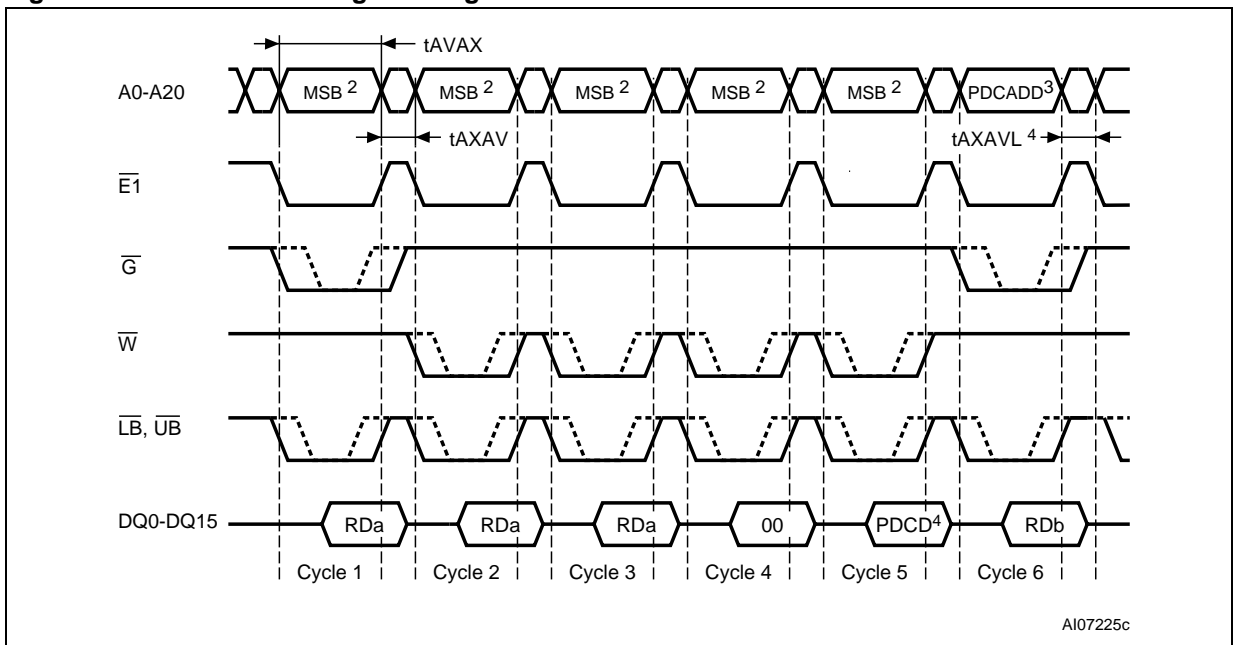 tAVAX
A0-A20 MSB 2 MSB 2 MSB 2 MSB 2 MSB 2 PDCADD3
tAXAV tAXAVL 4
E1
G
W
LB, UB
DQ0-DQ15 RDa RDa RDa 00 PDCD4 RDb
Cycle 1 Cycle 2 Cycle 3 Cycle 4 Cycle 5 Cycle 6
AI07225c